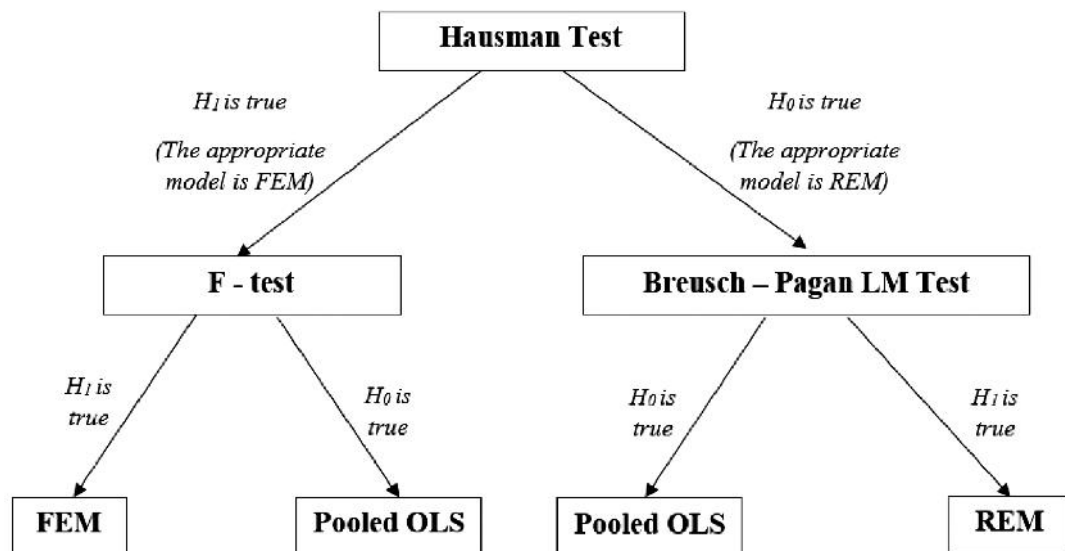 Hausman Test
H1 is true
(The appropriate
model is FEM)
H0 is true
(The appropriate
model is REM)
F - test
Breusch – Pagan LM Test
H1 is
true
H0 is
true
H0 is
true
H1 is
true
FEM
Pooled OLS
Pooled OLS
REM